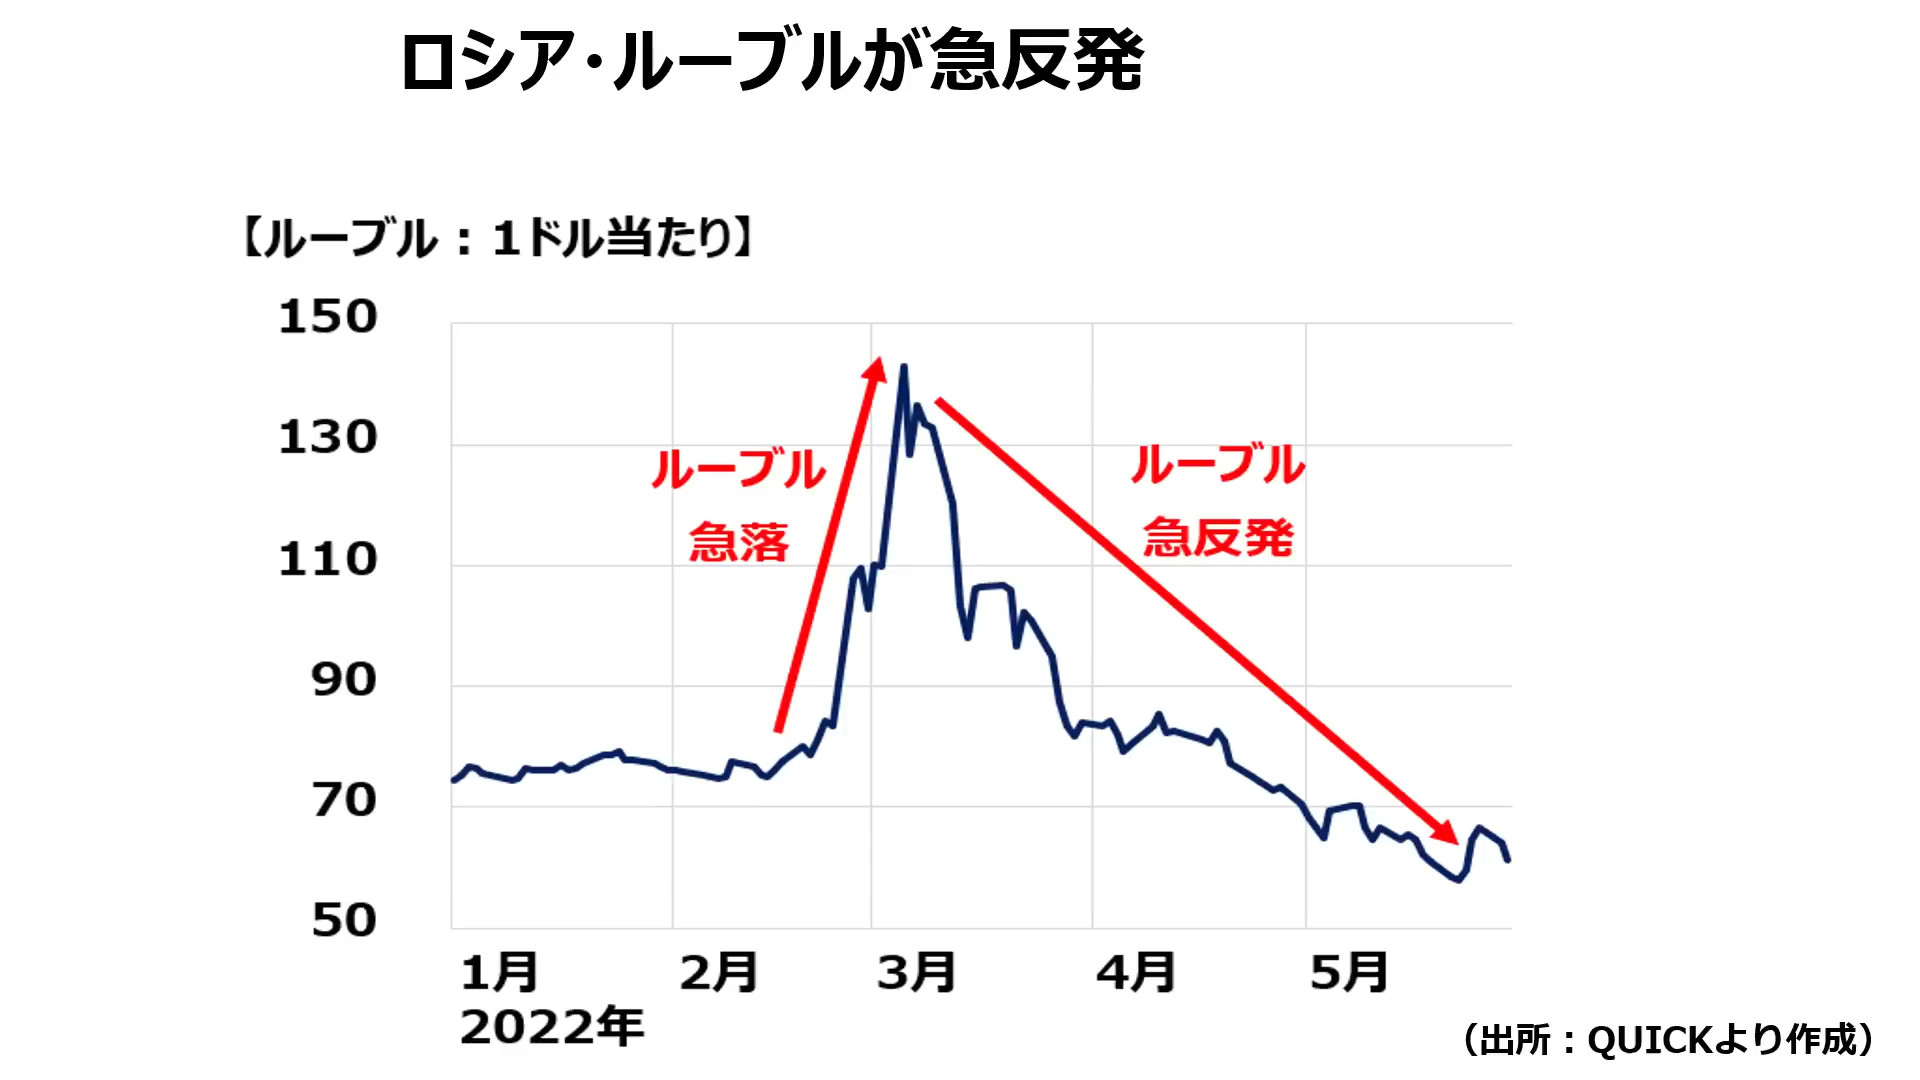 ロシア・ルーブルが急反発
【ルーブル：1ドル当たり】
150
130
110
90
70
50
ルーブル
急落
ルーブル
急反発
1月 2月 3月 4月 5月
2022年
（出所：QUICKより作成）